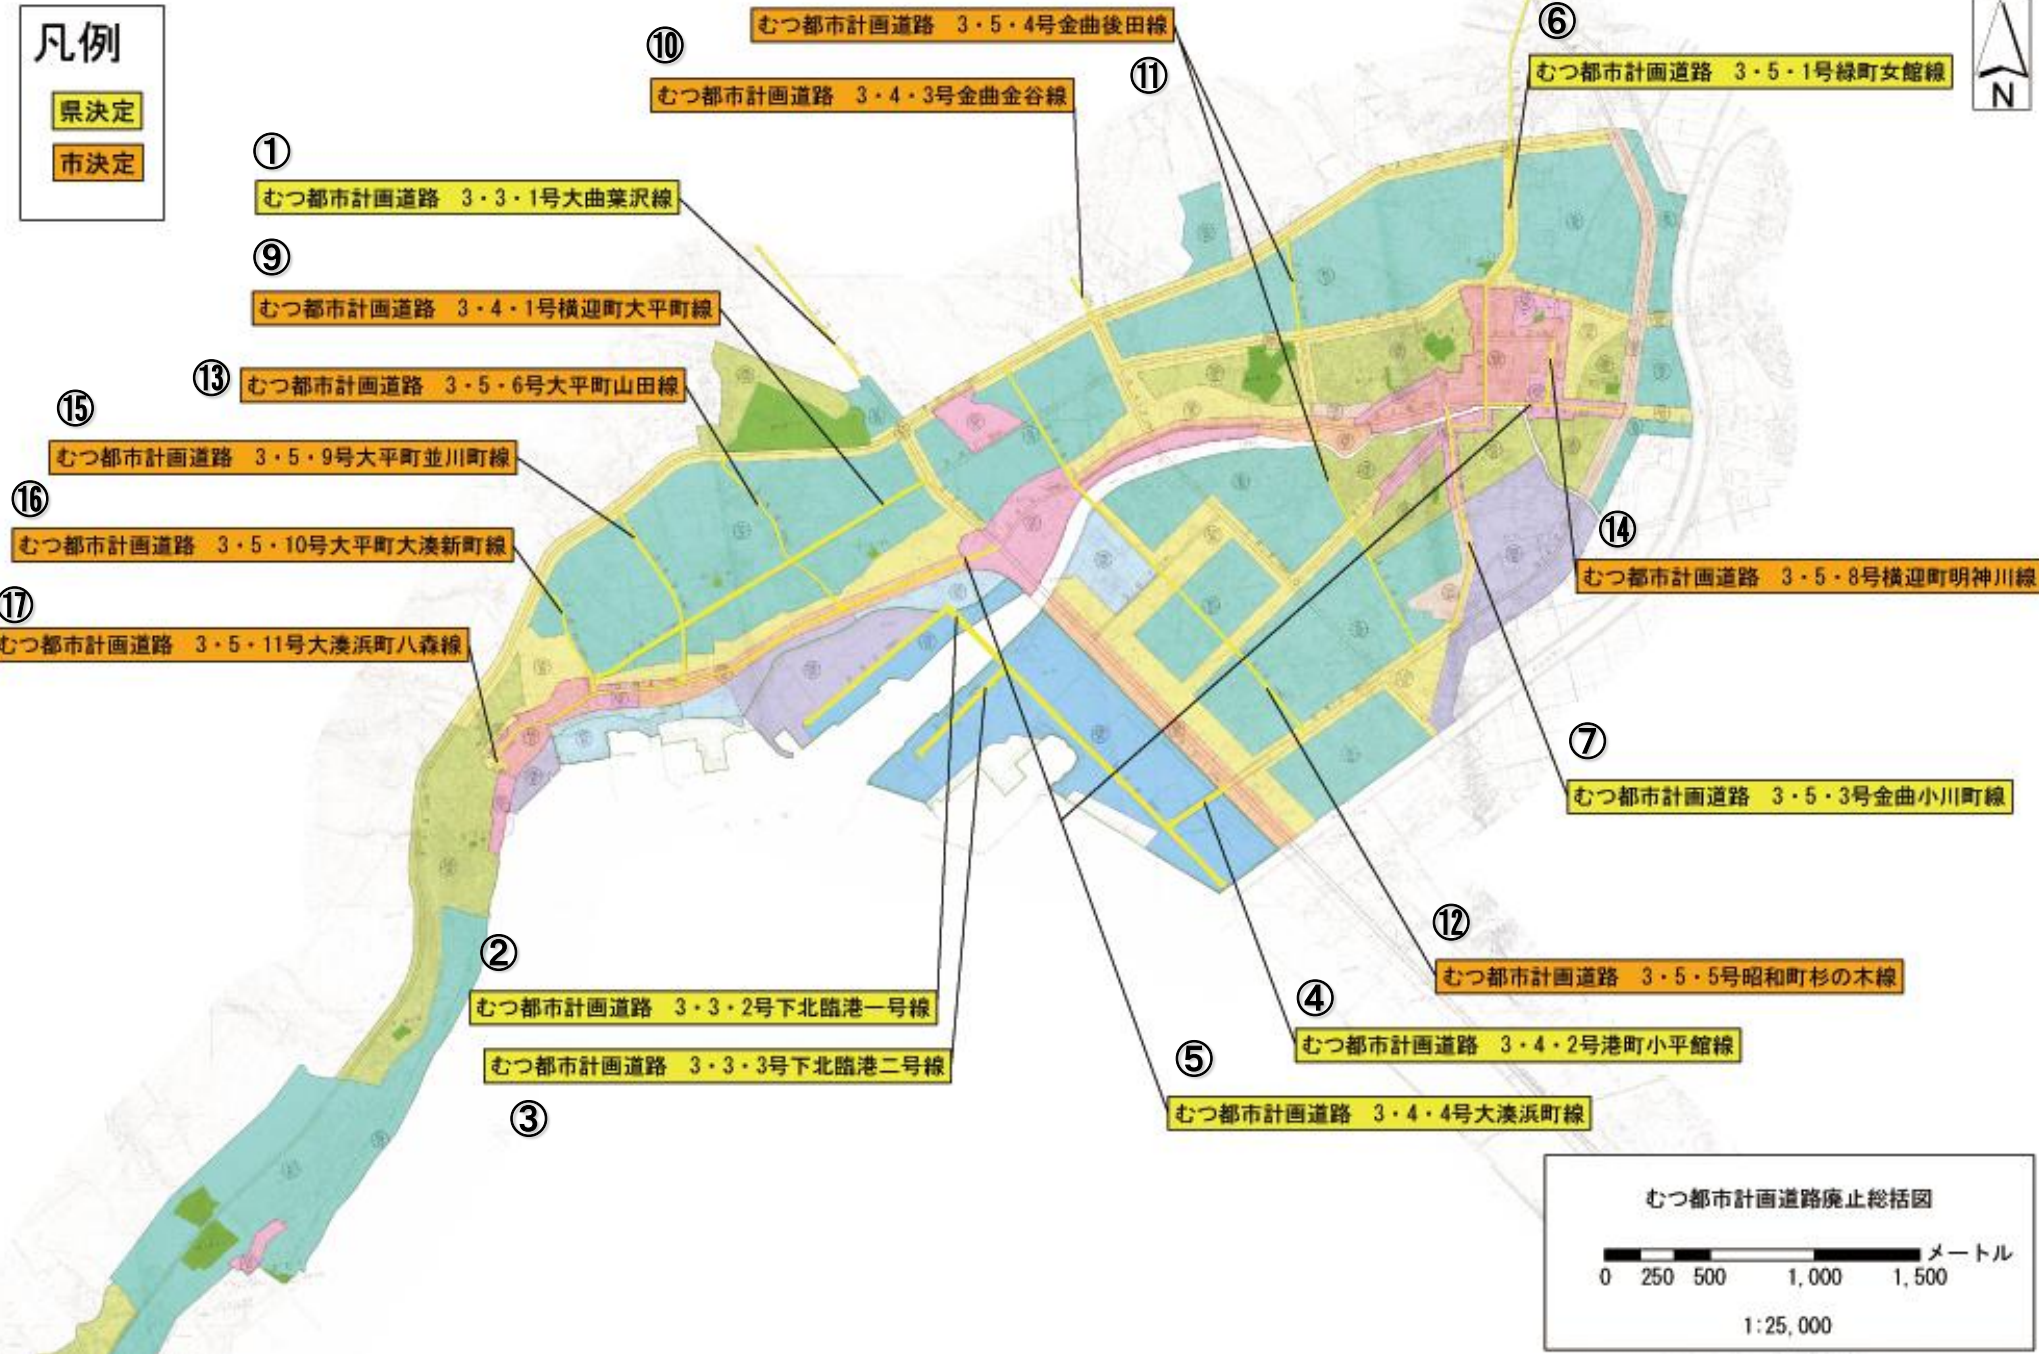 凡例
県決定
市決定
むつ都市計画道路　3・5・4号金曲後田線
⑩
むつ都市計画道路　3・4・3号金曲金谷線
⑪
⑥
むつ都市計画道路　3・5・1号緑町女館線
N
①
むつ都市計画道路　3・3・1号大曲葉沢線
⑨
むつ都市計画道路　3・4・1号横迎町大平町線
⑬
むつ都市計画道路　3・5・6号大平町山田線
⑮
むつ都市計画道路　3・5・9号大平町並川町線
⑯
むつ都市計画道路　3・5・10号大平町大湊新町線
⑰
むつ都市計画道路　3・5・11号大湊浜町八森線
⑭
むつ都市計画道路　3・5・8号横迎町明神川線
⑦
むつ都市計画道路　3・5・3号金曲小川町線
⑫
むつ都市計画道路　3・5・5号昭和町杉の木線
②
むつ都市計画道路　3・3・2号下北臨港一号線
むつ都市計画道路　3・3・3号下北臨港二号線
③
④
むつ都市計画道路　3・4・2号港町小平館線
⑤
むつ都市計画道路　3・4・4号大湊浜町線
むつ都市計画道路廃止総括図
メートル
0 250 500 1,000 1,500
1:25,000